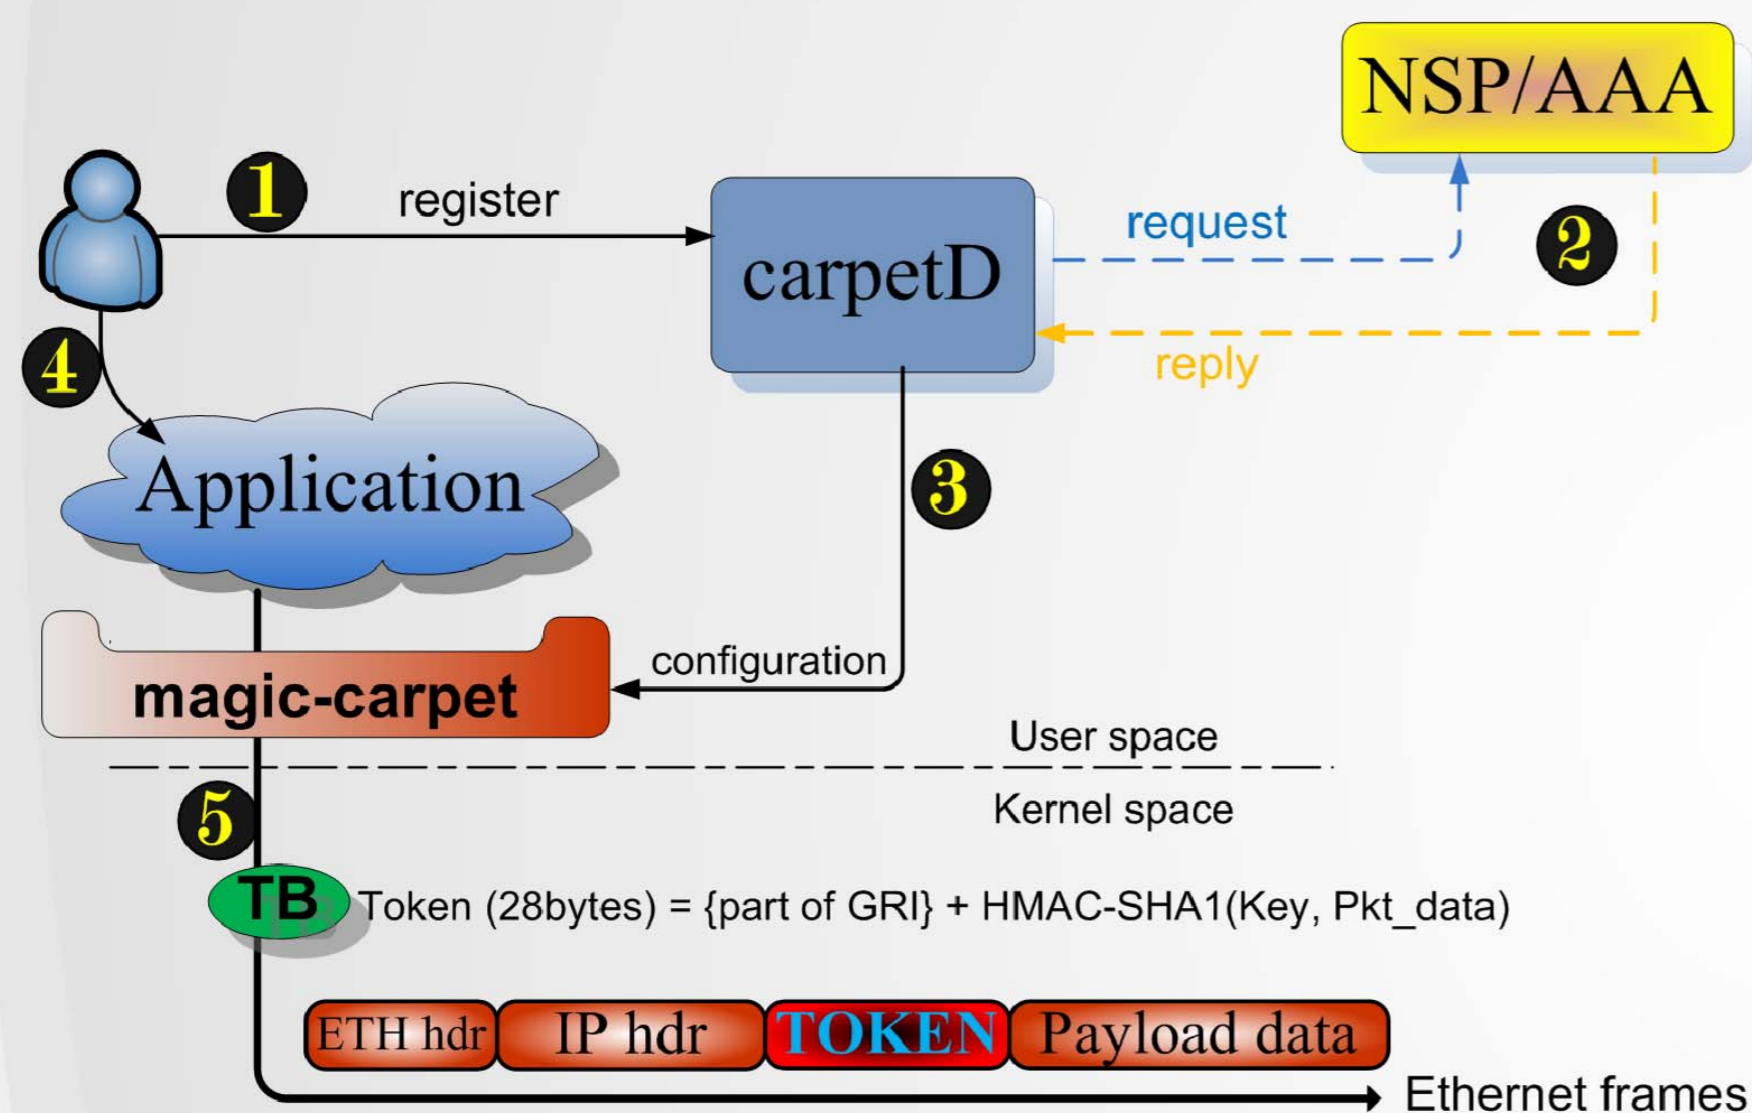 NSP/AAA
1
register
carpetD
request
2
reply
4
Application
3
configuration
magic-carpet
User space
Kernel space
5
TB
Token (28bytes) = {part of GRI} + HMAC-SHA1(Key, Pkt_data)
ETH hdr
IP hdr
TOKEN
Payload data
Ethernet frames